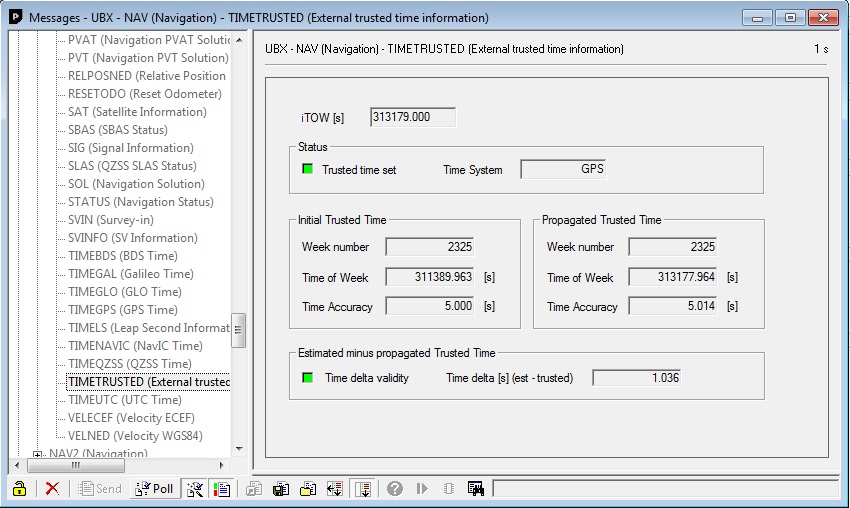 Messages - UBX - NAV (Navigation) - TIMETRUSTED (External trusted time information)
PVAT (Navigation PVAT Solutic
PVT (Navigation PVT Solution)
RELPOSNED (Relative Position
RESETODO (Reset Odometer)
SAT (Satellite Information)
SBAS (SBAS Status)
SIG (Signal Information)
SLAS (QZSS SLAS Status)
SOL (Navigation Solution)
STATUS (Navigation Status)
SVIN (Survey-in)
SVINFO (SV Information)
TIMEBDS (BDS Time)
TIMEGAL (Galileo Time)
TIMEGLO (GLO Time)
TIMEGPS (GPS Time)
TIMELS (Leap Second Informat
TIMENAVIC (NavIC Time)
TIMEQZSS (QZSS Time)
TIMETRUSTED (External trusted
TIMEUTC (UTC Time)
VELECEF (Velocity ECEF)
VELNED (Velocity WGS84)
NAV2 (Navigation)
UBX - NAV (Navigation) - TIMETRUSTED (External trusted time information) 1 s
iTOW [s] 313179.000
Status
Trusted time set Time System GPS
Initial Trusted Time
Week number 2325
Time of Week 311389.963 [s]
Time Accuracy 5.000 [s]
Propagated Trusted Time
Week number 2325
Time of Week 313177.964 [s]
Time Accuracy 5.014 [s]
Estimated minus propagated Trusted Time
Time delta validity Time delta [s] (est - trusted) 1.036
Send Poll